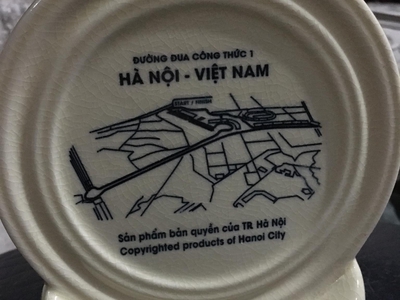 ĐƯỜNG ĐUA CÔNG THỨC 1
HÀ NỘI - VIỆT NAM
START / FINISH
Sản phẩm bản quyền của TP. Hà Nội
Copyrighted products of Hanoi City